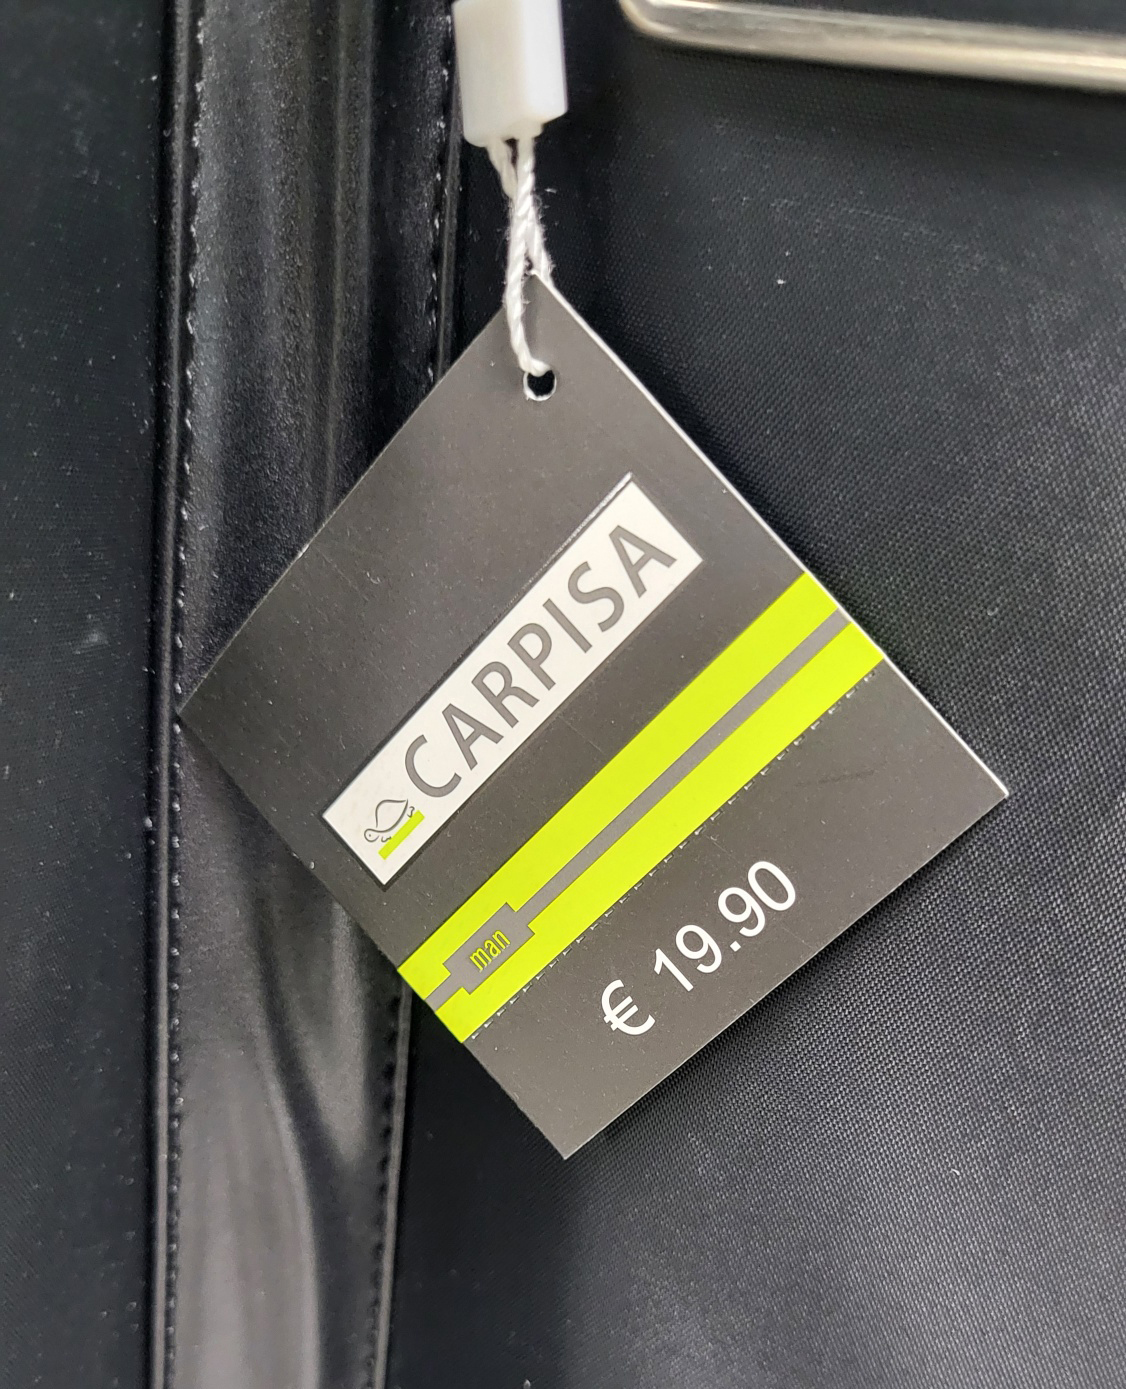 CARPISA
man
€ 19.90